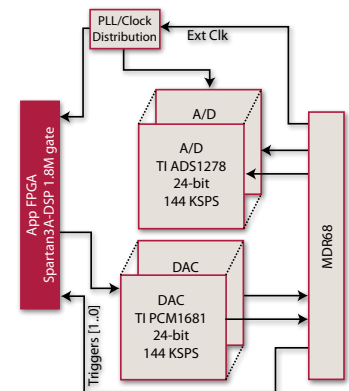 PLL/Clock
Distribution
Ext Clk
A/D
A/D
TI ADS1278
24-bit
144 KSPS
App FPGA
Spartan3A-DSP 1.8M gate
MDR68
DAC
DAC
TI PCM1681
24-bit
144 KSPS
Triggers [1..0]